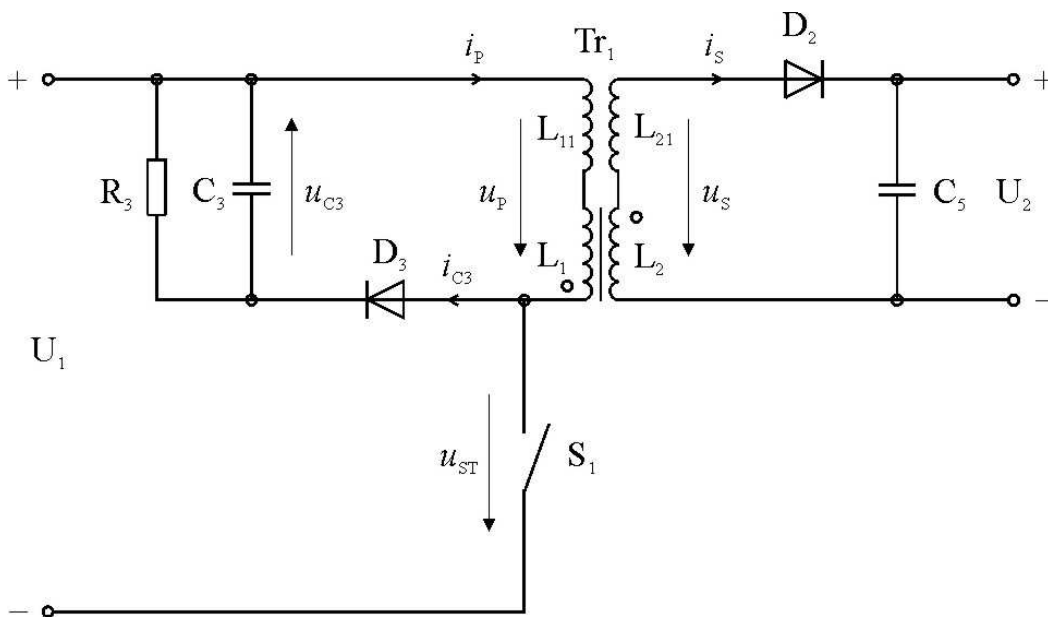 i_P
Tr_1
i_S
D_2
+
+
L_11
L_21
R_3
C_3
u_C3
u_P
u_S
C_5
U_2
D_3
i_C3
L_1
L_2
−
U_1
u_ST
S_1
−